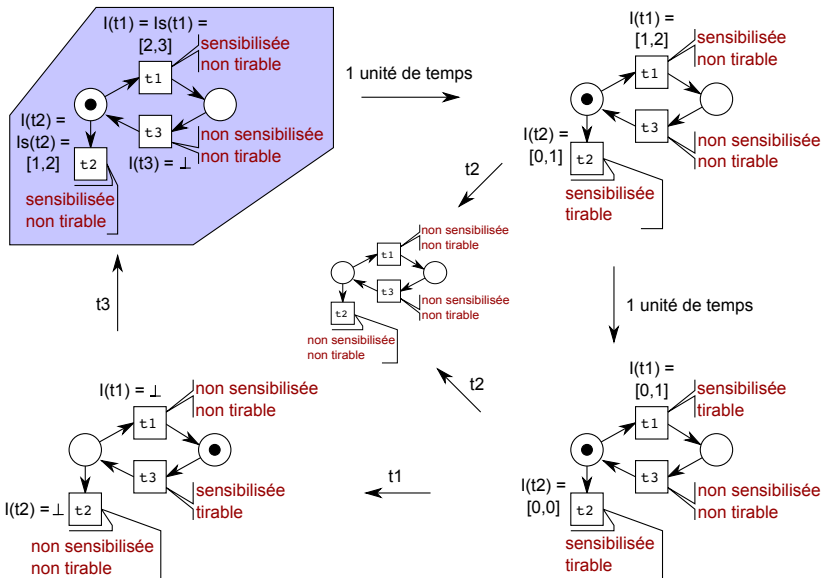 I(t1) = Is(t1) =
[2,3]
sensibilisée
non tirable
t1
I(t2) =
Is(t2) =
[1,2]
t3
non sensibilisée
non tirable
I(t3) = ⊥
t2
sensibilisée
non tirable
1 unité de temps
I(t1) =
[1,2]
sensibilisée
non tirable
t1
t3
non sensibilisée
non tirable
I(t2) =
[0,1]
t2
sensibilisée
tirable
t2
non sensibilisée
non tirable
t1
t3
non sensibilisée
non tirable
t2
non sensibilisée
non tirable
t3
1 unité de temps
t2
I(t1) = ⊥
non sensibilisée
non tirable
t1
t3
sensibilisée
tirable
I(t2) = ⊥
t2
non sensibilisée
non tirable
t1
I(t1) =
[0,1]
sensibilisée
tirable
t1
t3
non sensibilisée
non tirable
I(t2) =
[0,0]
t2
sensibilisée
tirable